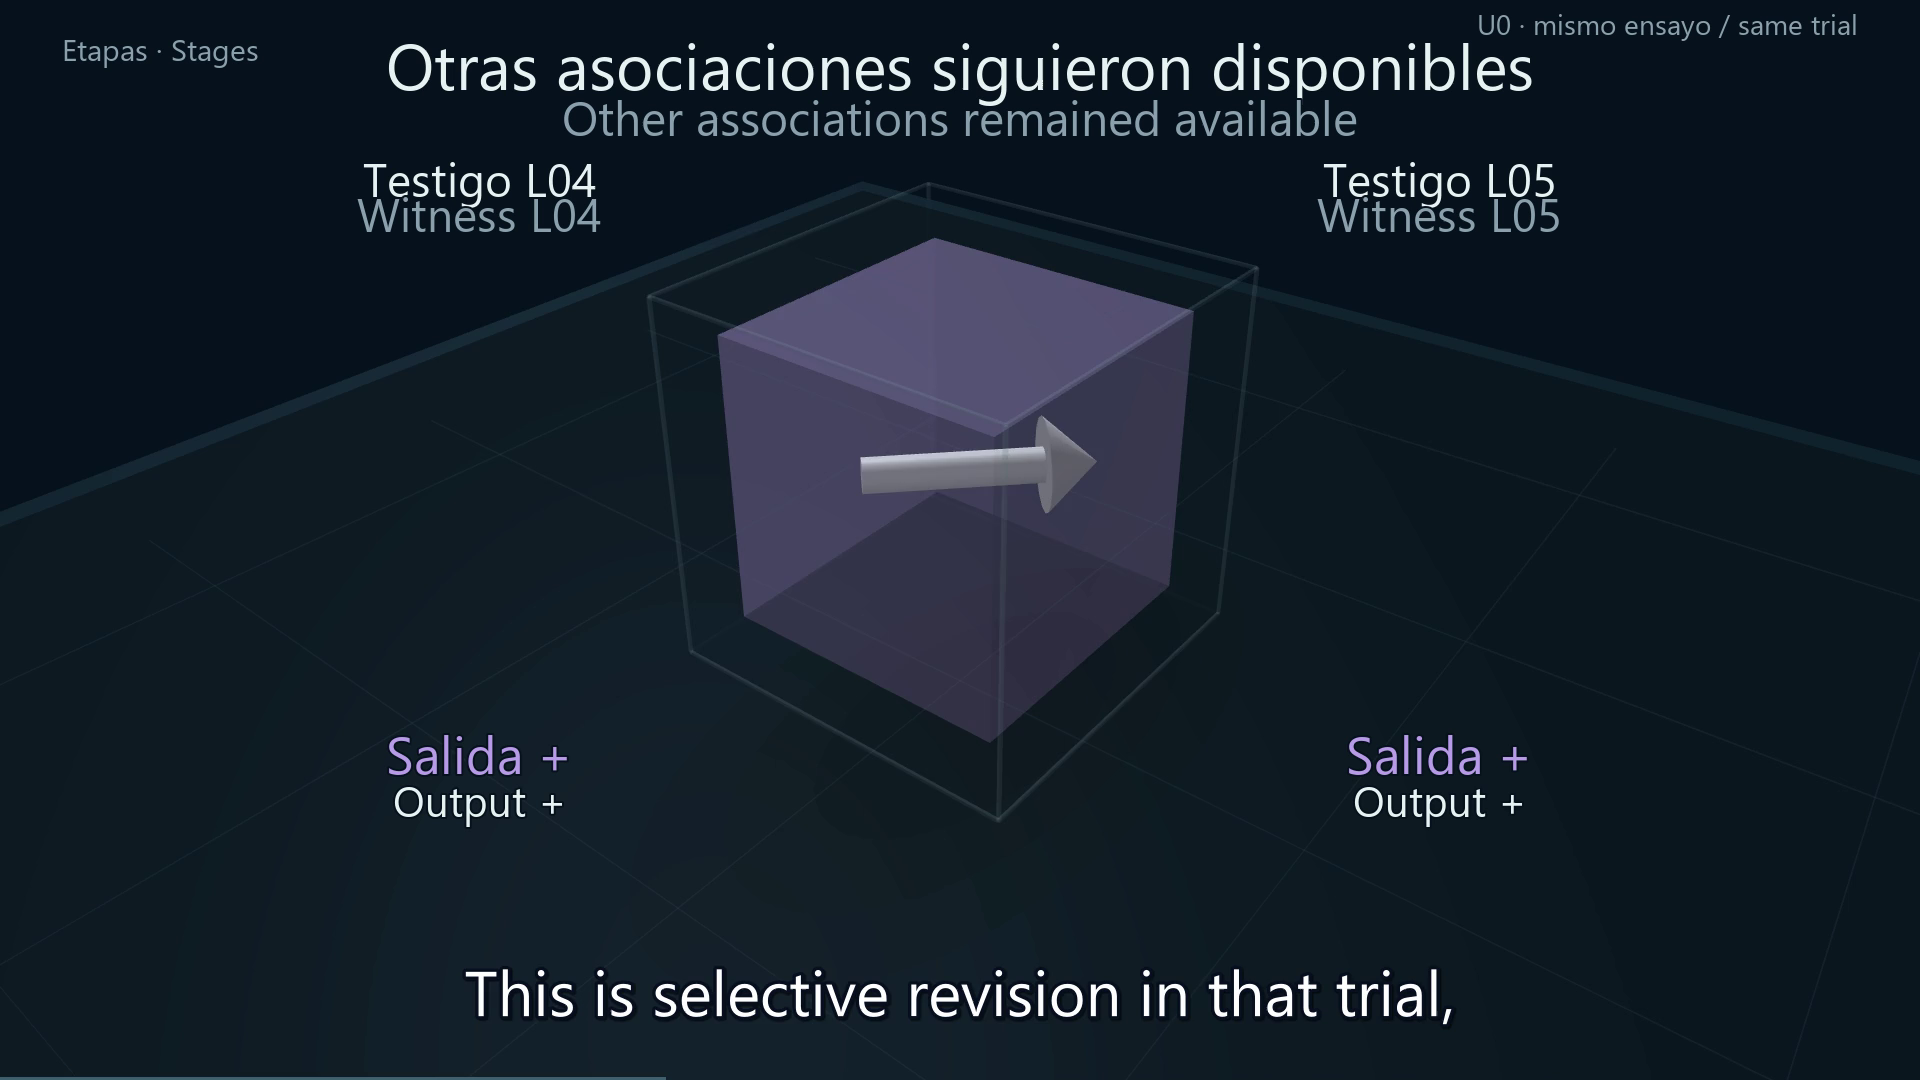 Etapas · Stages
U0 · mismo ensayo / same trial
Otras asociaciones siguieron disponibles
Other associations remained available
Testigo L04
Witness L04
Testigo L05
Witness L05
Salida +
Output +
Salida +
Output +
This is selective revision in that trial,